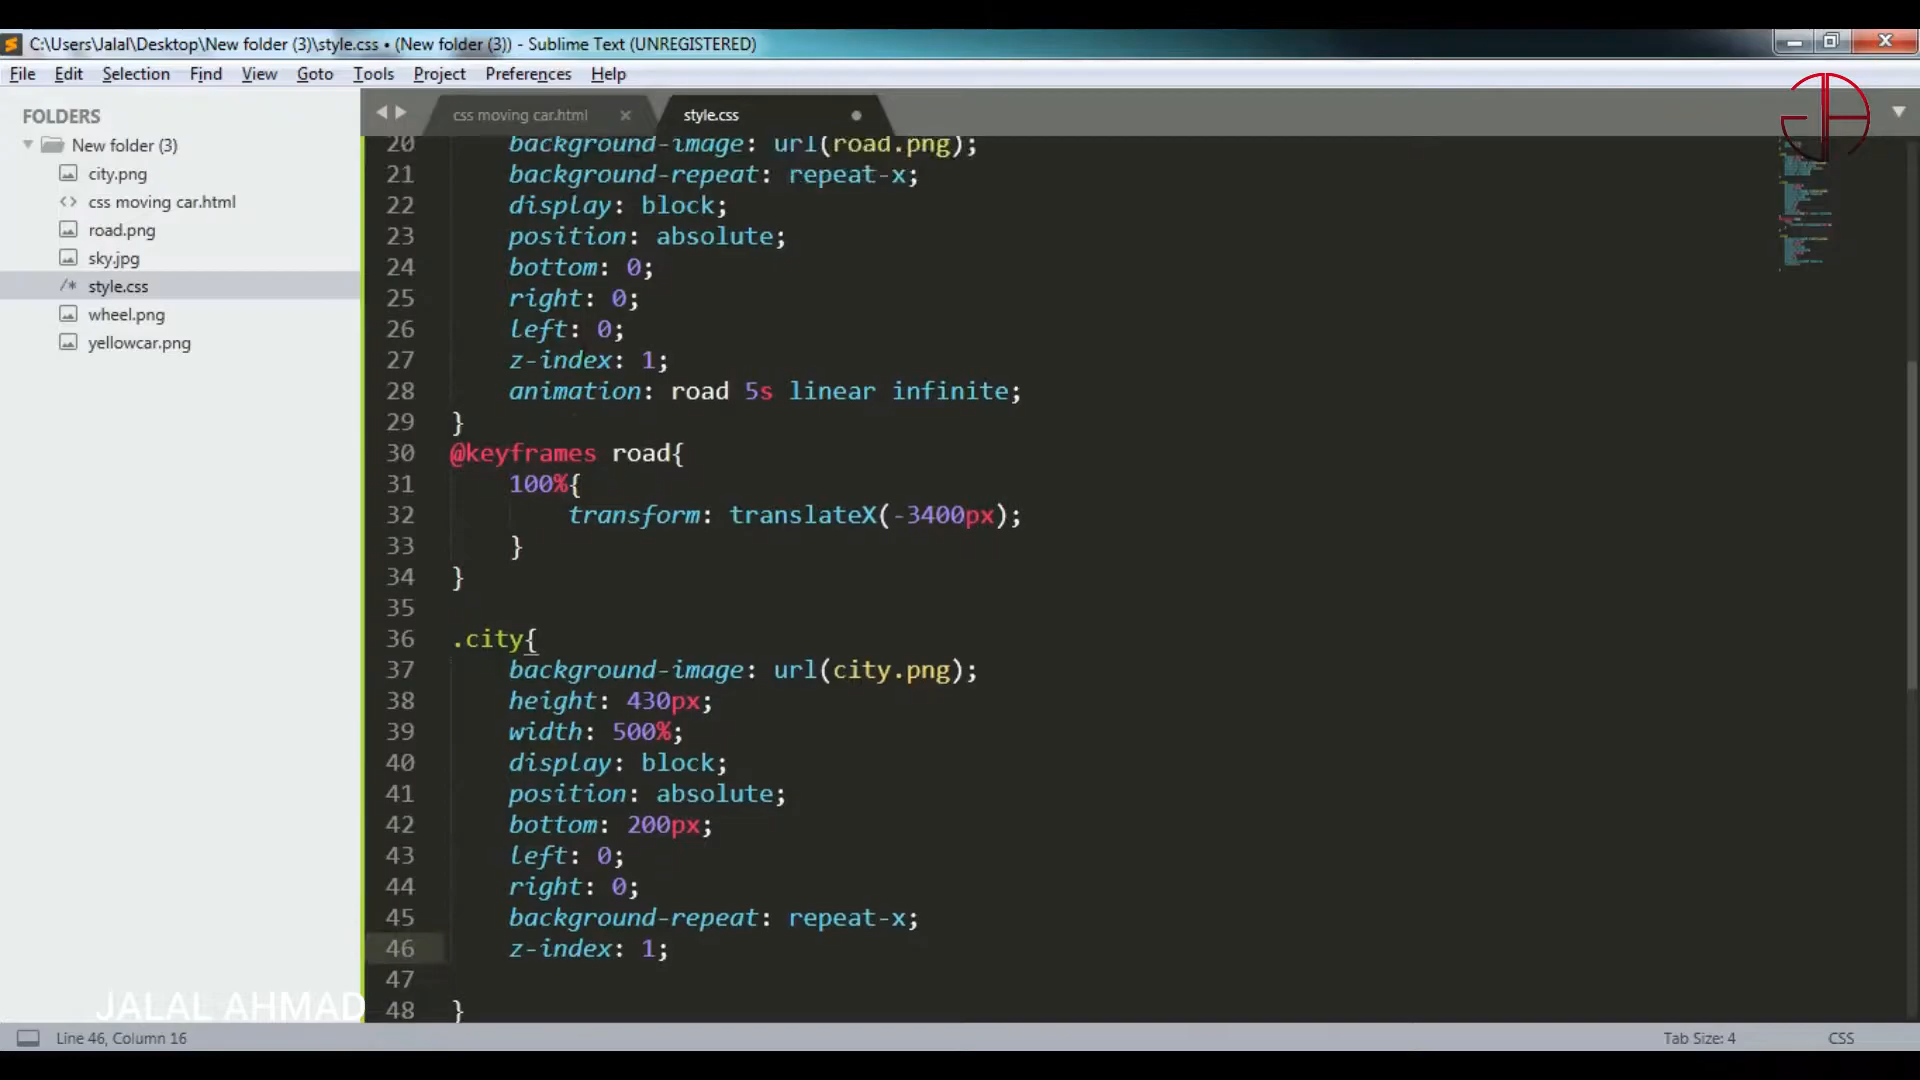 C:\Users\Jalal\Desktop\New folder (3)\style.css • (New folder (3)) - Sublime Text (UNREGISTERED)
File Edit Selection Find View Goto Tools Project Preferences Help
FOLDERS
New folder (3)
city.png
<> css moving car.html
road.png
sky.jpg
/* style.css
wheel.png
yellowcar.png
css moving car.html
style.css
20 background-image: url(road.png);
21 background-repeat: repeat-x;
22 display: block;
23 position: absolute;
24 bottom: 0;
25 right: 0;
26 left: 0;
27 z-index: 1;
28 animation: road 5s linear infinite;
29 }
30 @keyframes road{
31 100%{
32 transform: translateX(-3400px);
33 }
34 }
35
36 .city{
37 background-image: url(city.png);
38 height: 430px;
39 width: 500%;
40 display: block;
41 position: absolute;
42 bottom: 200px;
43 left: 0;
44 right: 0;
45 background-repeat: repeat-x;
46 z-index: 1;
47
48 }
JALAL AHMAD
Line 46, Column 16
Tab Size: 4
CSS